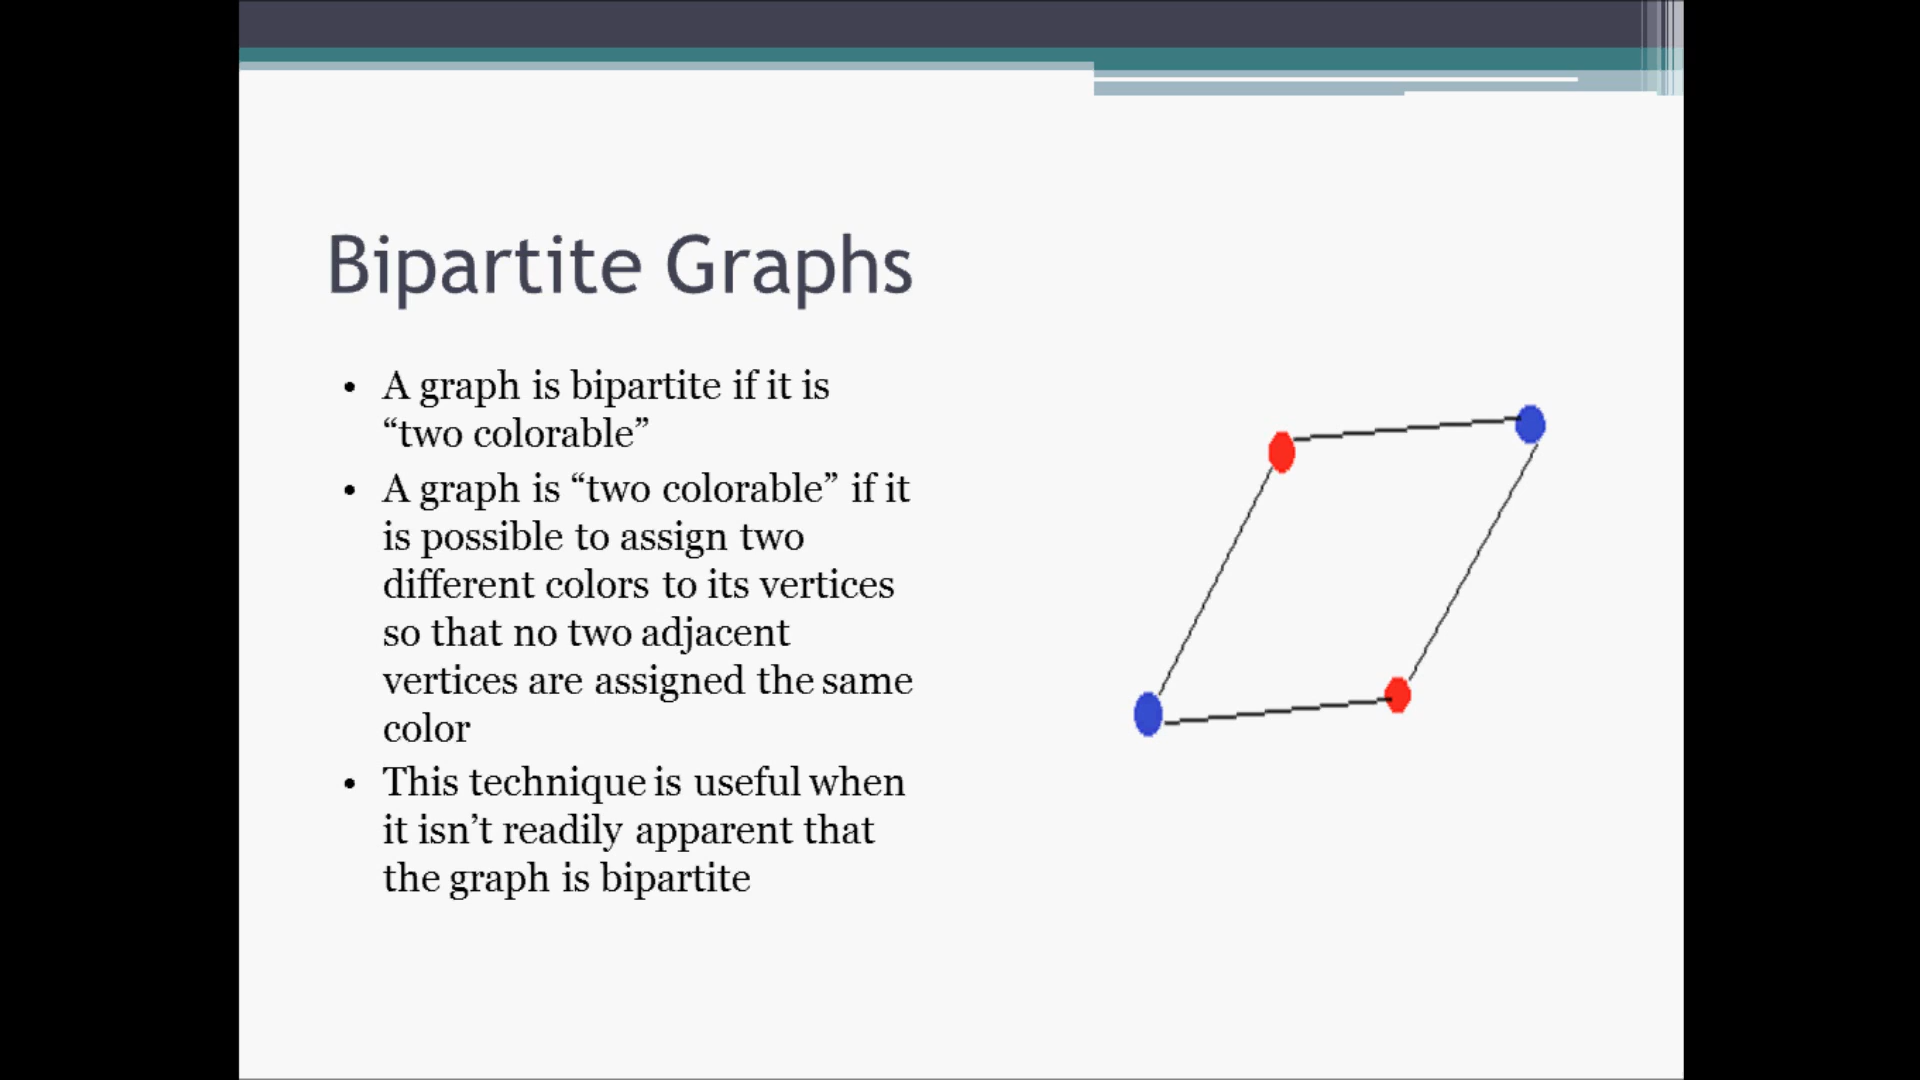 Bipartite Graphs
• A graph is bipartite if it is
“two colorable”
• A graph is “two colorable” if it
is possible to assign two
different colors to its vertices
so that no two adjacent
vertices are assigned the same
color
• This technique is useful when
it isn’t readily apparent that
the graph is bipartite